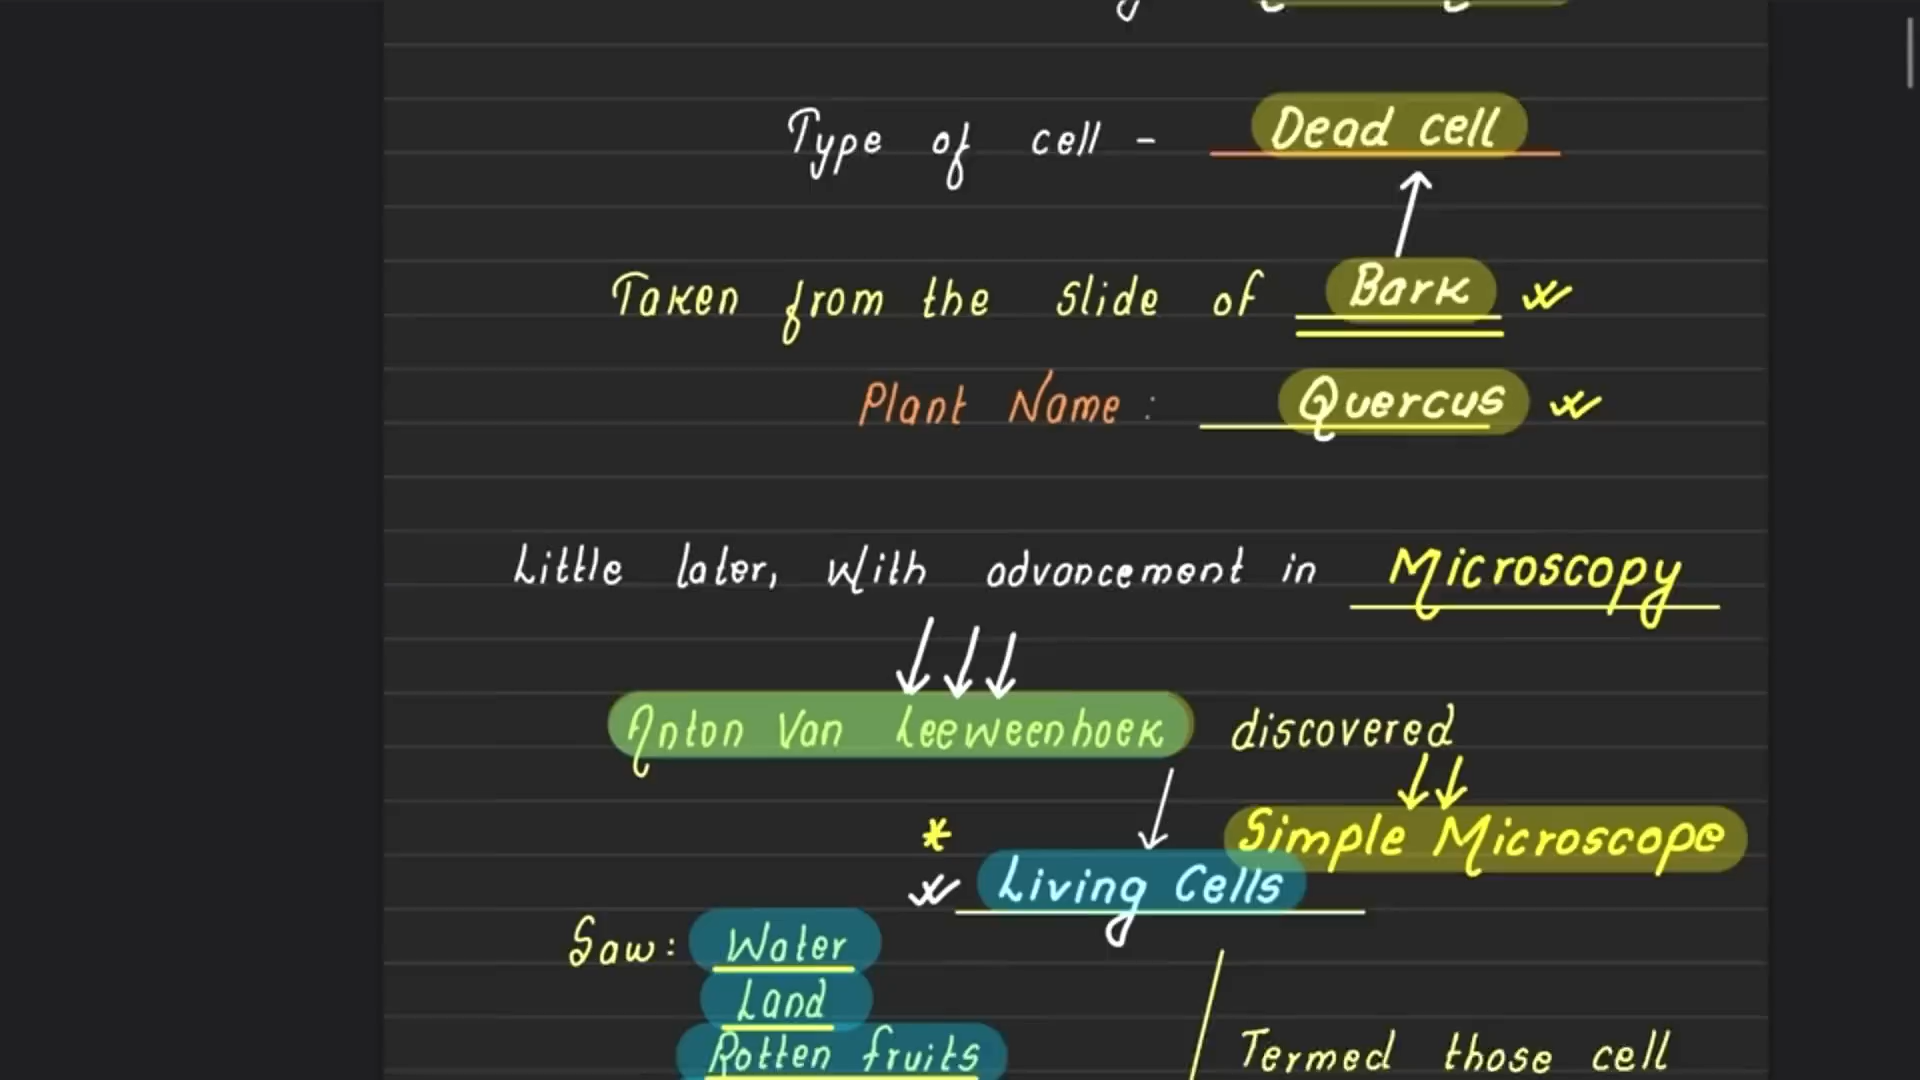 Type of cell - Dead cell
Taken from the slide of Bark
Plant Name : Quercus
Little later, With advancement in Microscopy
Anton Van Leeweenhoek discovered
Simple Microscope
* Living Cells
Saw: Water
Land
Rotten fruits
Termed those cell